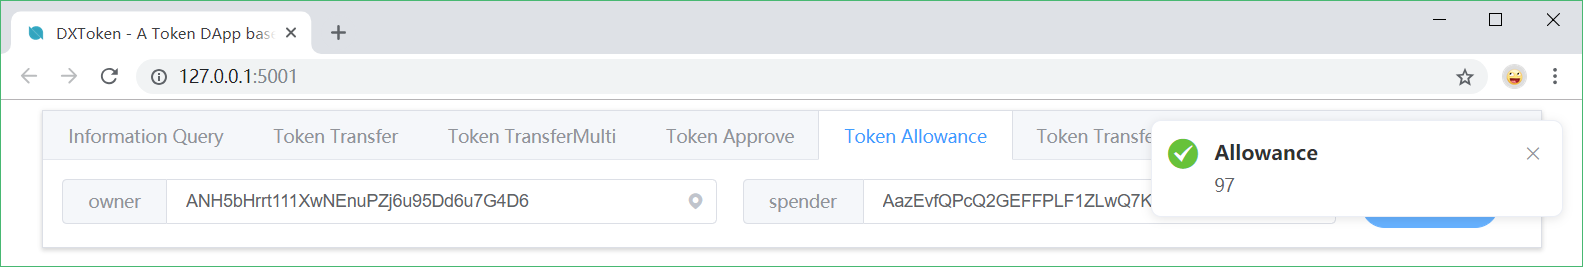 DXToken - A Token DApp base
127.0.0.1:5001
Information Query Token Transfer Token TransferMulti Token Approve Token Allowance Token Transfe
Allowance
97
owner ANH5bHrrt111XwNEnuPZj6u95Dd6u7G4D6 spender AazEvfQPcQ2GEFFPLF1ZLwQ7K